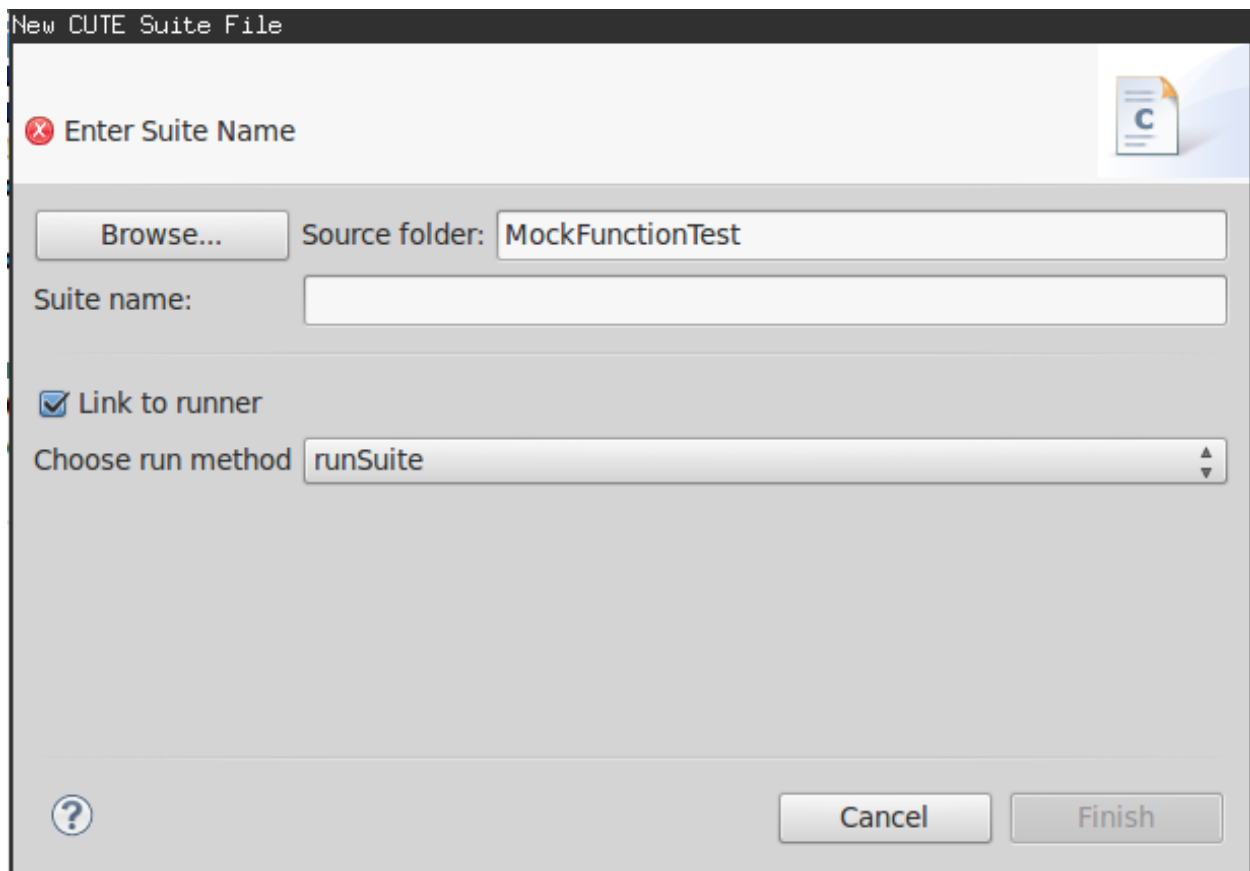 New CUTE Suite File
C
Enter Suite Name
Browse... Source folder: MockFunctionTest
Suite name:
Link to runner
Choose run method runSuite
?
Cancel Finish